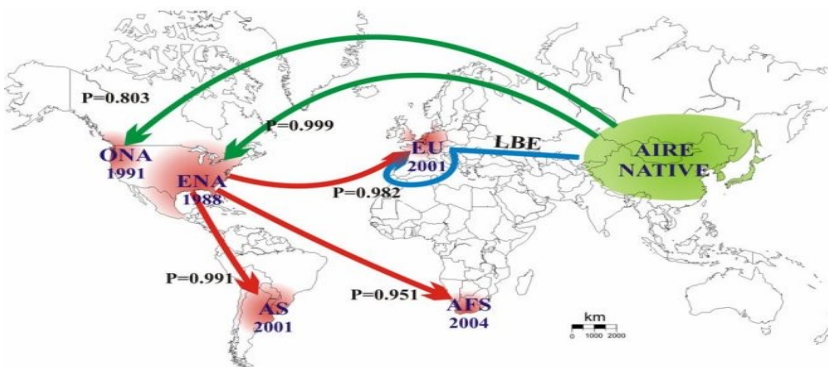 P=0.803
P=0.999
ONA
1991
ENA
1988
EU
2001
LBE
AIRE
NATIVE
P=0.982
P=0.991
P=0.951
AS
2001
AFS
2004
km
0 1000 2000